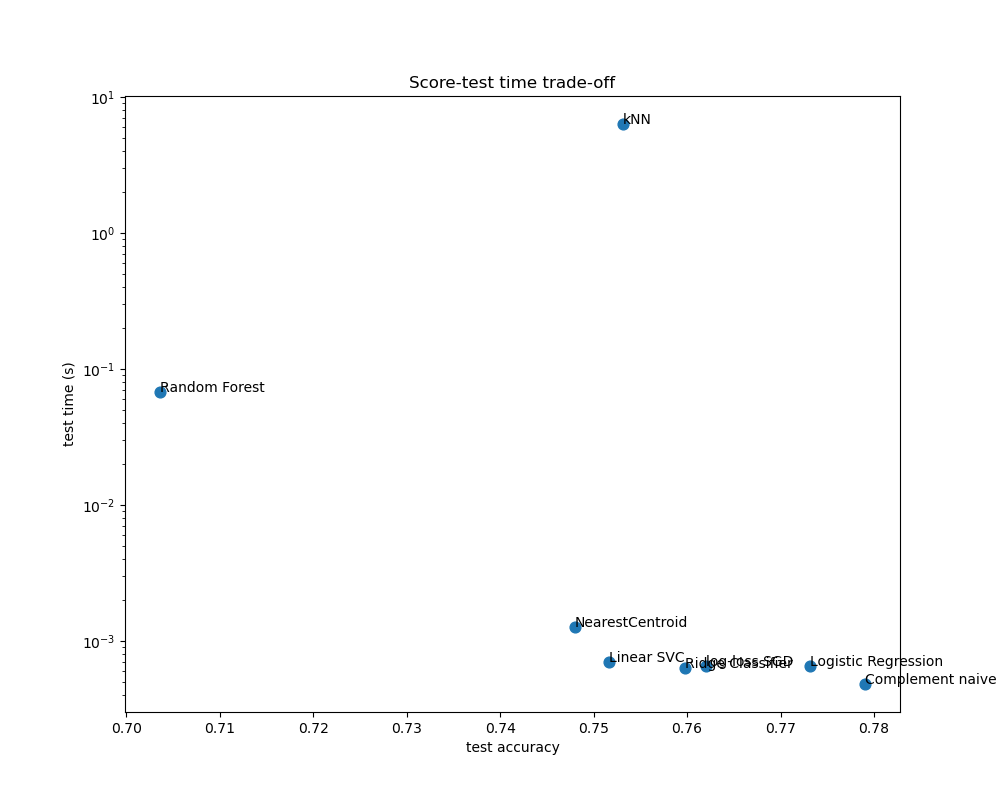 Score-test time trade-off
10¹
kNN
10⁰
10⁻¹
Random Forest
test time (s)
10⁻²
NearestCentroid
10⁻³
Linear SVC
Ridge Classifier
log-loss SGD
Logistic Regression
Complement naive
0.70 0.71 0.72 0.73 0.74 0.75 0.76 0.77 0.78
test accuracy